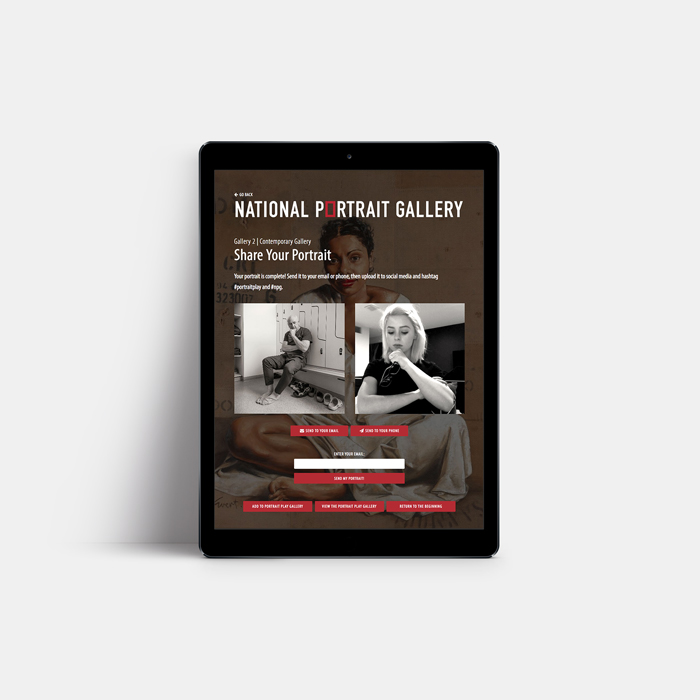 GO BACK
NATIONAL PORTRAIT GALLERY
Gallery 2 | Contemporary Gallery
Share Your Portrait
Your portrait is complete! Send it to your email or phone, then upload it to social media and hashtag
#portraitplay and #npg.
SEND TO YOUR EMAIL
SEND TO YOUR PHONE
ENTER YOUR EMAIL:
SEND MY PORTRAIT!
ADD TO PORTRAIT PLAY GALLERY
VIEW THE PORTRAIT PLAY GALLERY
RETURN TO THE BEGINNING